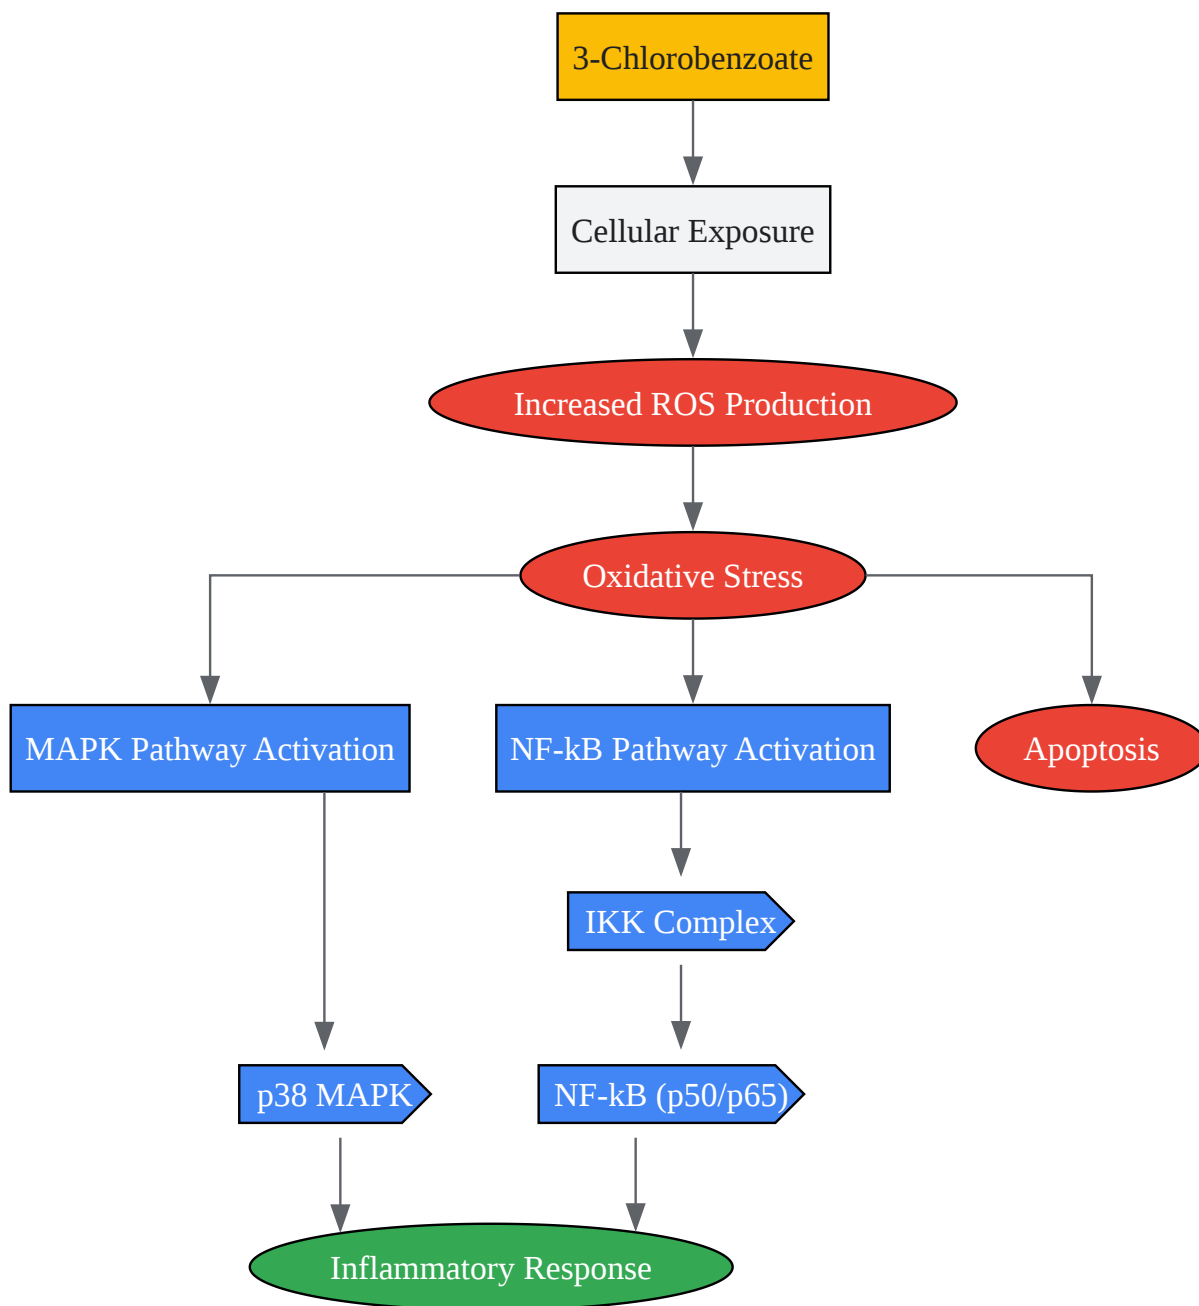 3-Chlorobenzoate
Cellular Exposure
Increased ROS Production
Oxidative Stress
MAPK Pathway Activation
NF-kB Pathway Activation
Apoptosis
IKK Complex
p38 MAPK
NF-kB (p50/p65)
Inflammatory Response